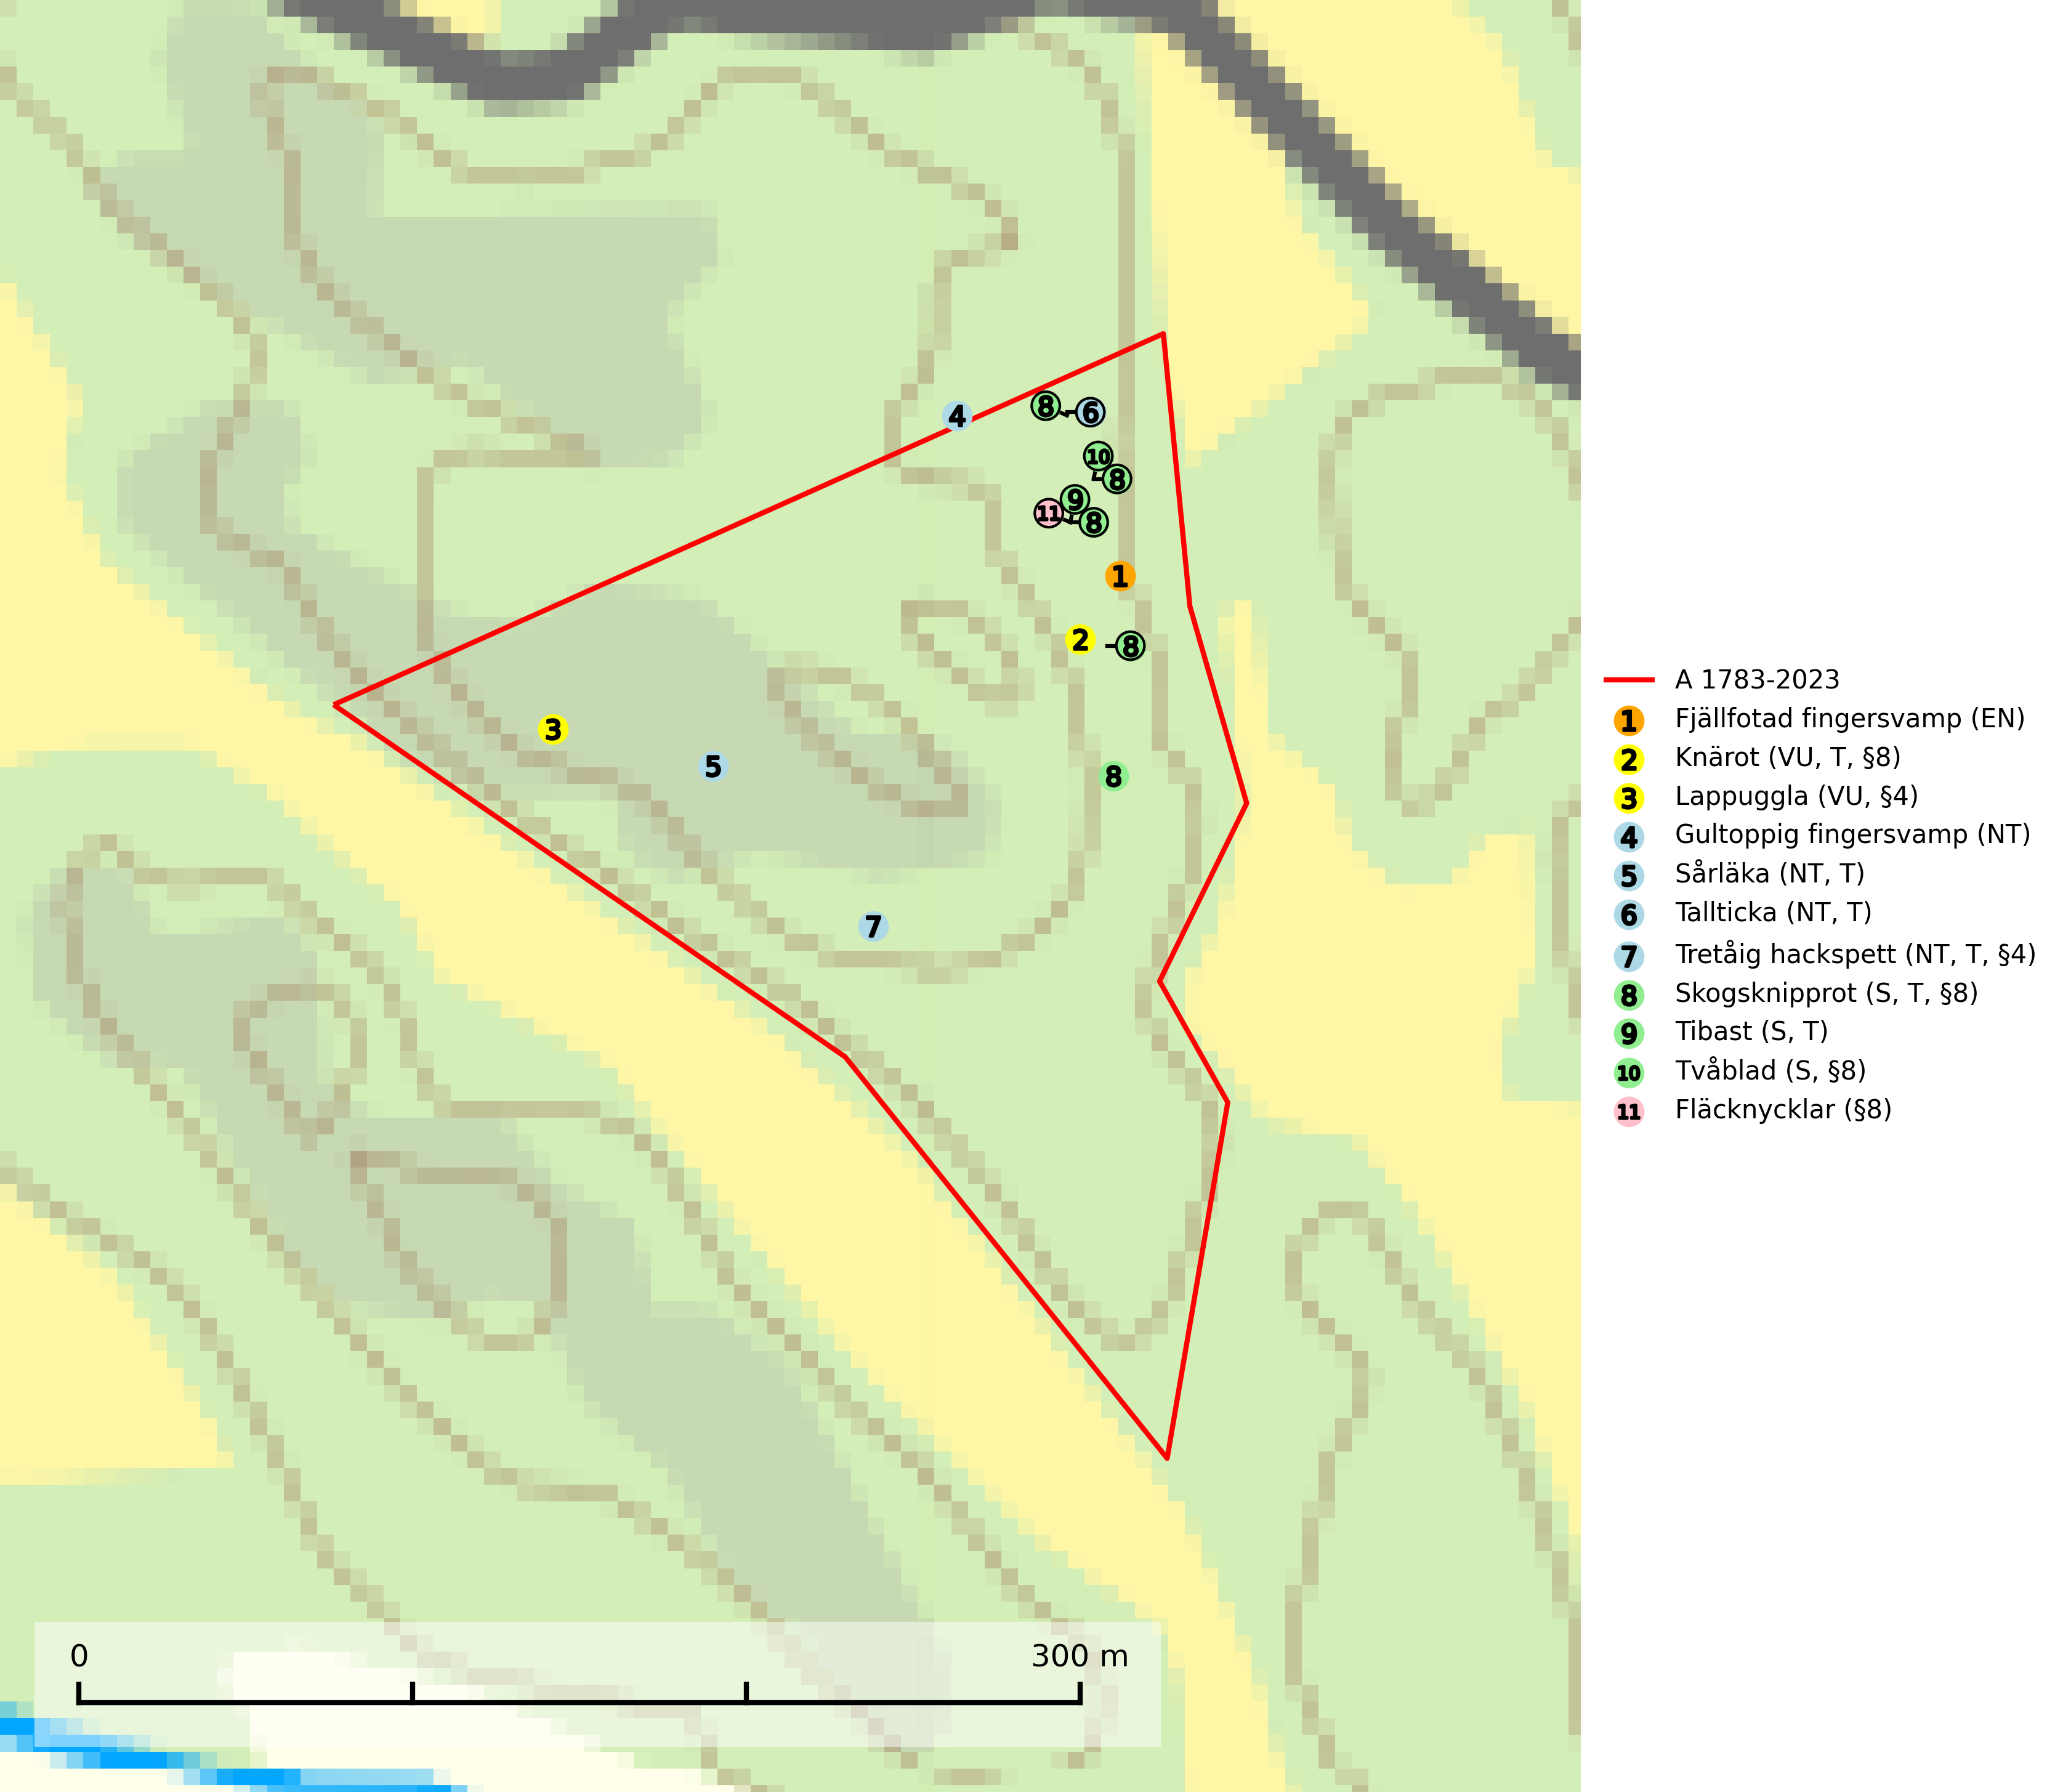 4
8
6
10
8
9
11
8
1
2
8
3
5
8
7
0
300 m
A 1783-2023
1 Fjällfotad fingersvamp (EN)
2 Knärot (VU, T, §8)
3 Lappuggla (VU, §4)
4 Gultoppig fingersvamp (NT)
5 Sårläka (NT, T)
6 Tallticka (NT, T)
7 Tretåig hackspett (NT, T, §4)
8 Skogsknipprot (S, T, §8)
9 Tibast (S, T)
10 Tvåblad (S, §8)
11 Fläcknycklar (§8)